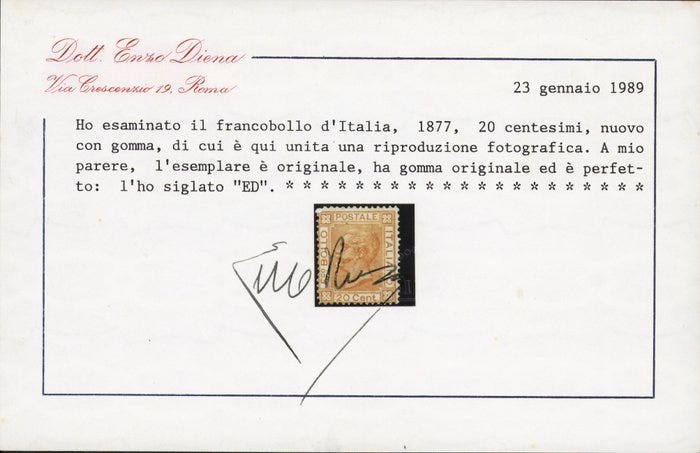 Dott. Enzo Diena
Via Crescenzio 19, Roma
23 gennaio 1989
Ho esaminato il francobollo d'Italia, 1877, 20 centesimi, nuovo
con gomma, di cui è qui unita una riproduzione fotografica. A mio
parere, l'esemplare è originale, ha gomma originale ed è perfet-
to: l'ho siglato "ED". * * * * * * * * * * * * * * * * * * * * *
POSTALE
BOLLO
ITALIANO
20 Cent